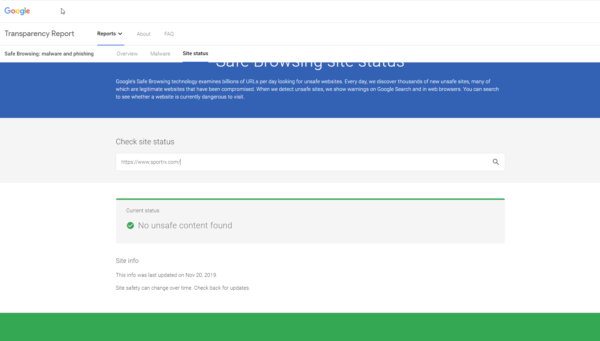 Google
Transparency Report
Reports
About
FAQ
Safe Browsing: malware and phishing
Overview
Malware
Site status
Safe Browsing site status
Google's Safe Browsing technology examines billions of URLs per day looking for unsafe websites. Every day, we discover thousands of new unsafe sites, many of
which are legitimate websites that have been compromised. When we detect unsafe sites, we show warnings on Google Search and in web browsers. You can search
to see whether a website is currently dangerous to visit.
Check site status
https://www.sportrx.com/
Current status
No unsafe content found
Site info
This info was last updated on Nov 20, 2019.
Site safety can change over time. Check back for updates.